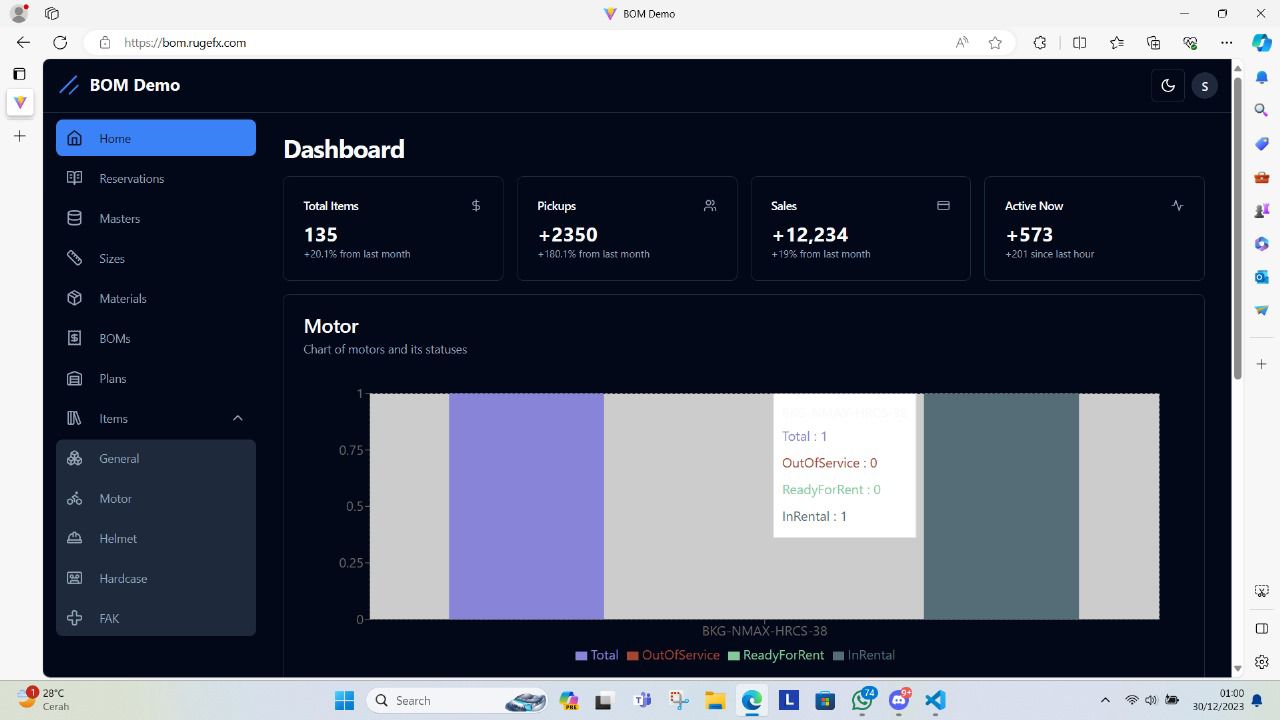 BOM Demo
https://bom.rugefx.com
BOM Demo
S
Home
Reservations
Masters
Sizes
Materials
BOMs
Plans
Items
General
Motor
Helmet
Hardcase
FAK
Dashboard
Total Items
$
135
+20.1% from last month
Pickups
+2350
+180.1% from last month
Sales
+12,234
+19% from last month
Active Now
+573
+201 since last hour
Motor
Chart of motors and its statuses
1
0.75
0.5
0.25
0
BKG-NMAX-HRCS-38
Total : 1
OutOfService : 0
ReadyForRent : 0
InRental : 1
BKG-NMAX-HRCS-38
Total OutOfService ReadyForRent InRental
1
28°C
Cerah
Search
PRE
L
74
9+
01:00
30/12/2023